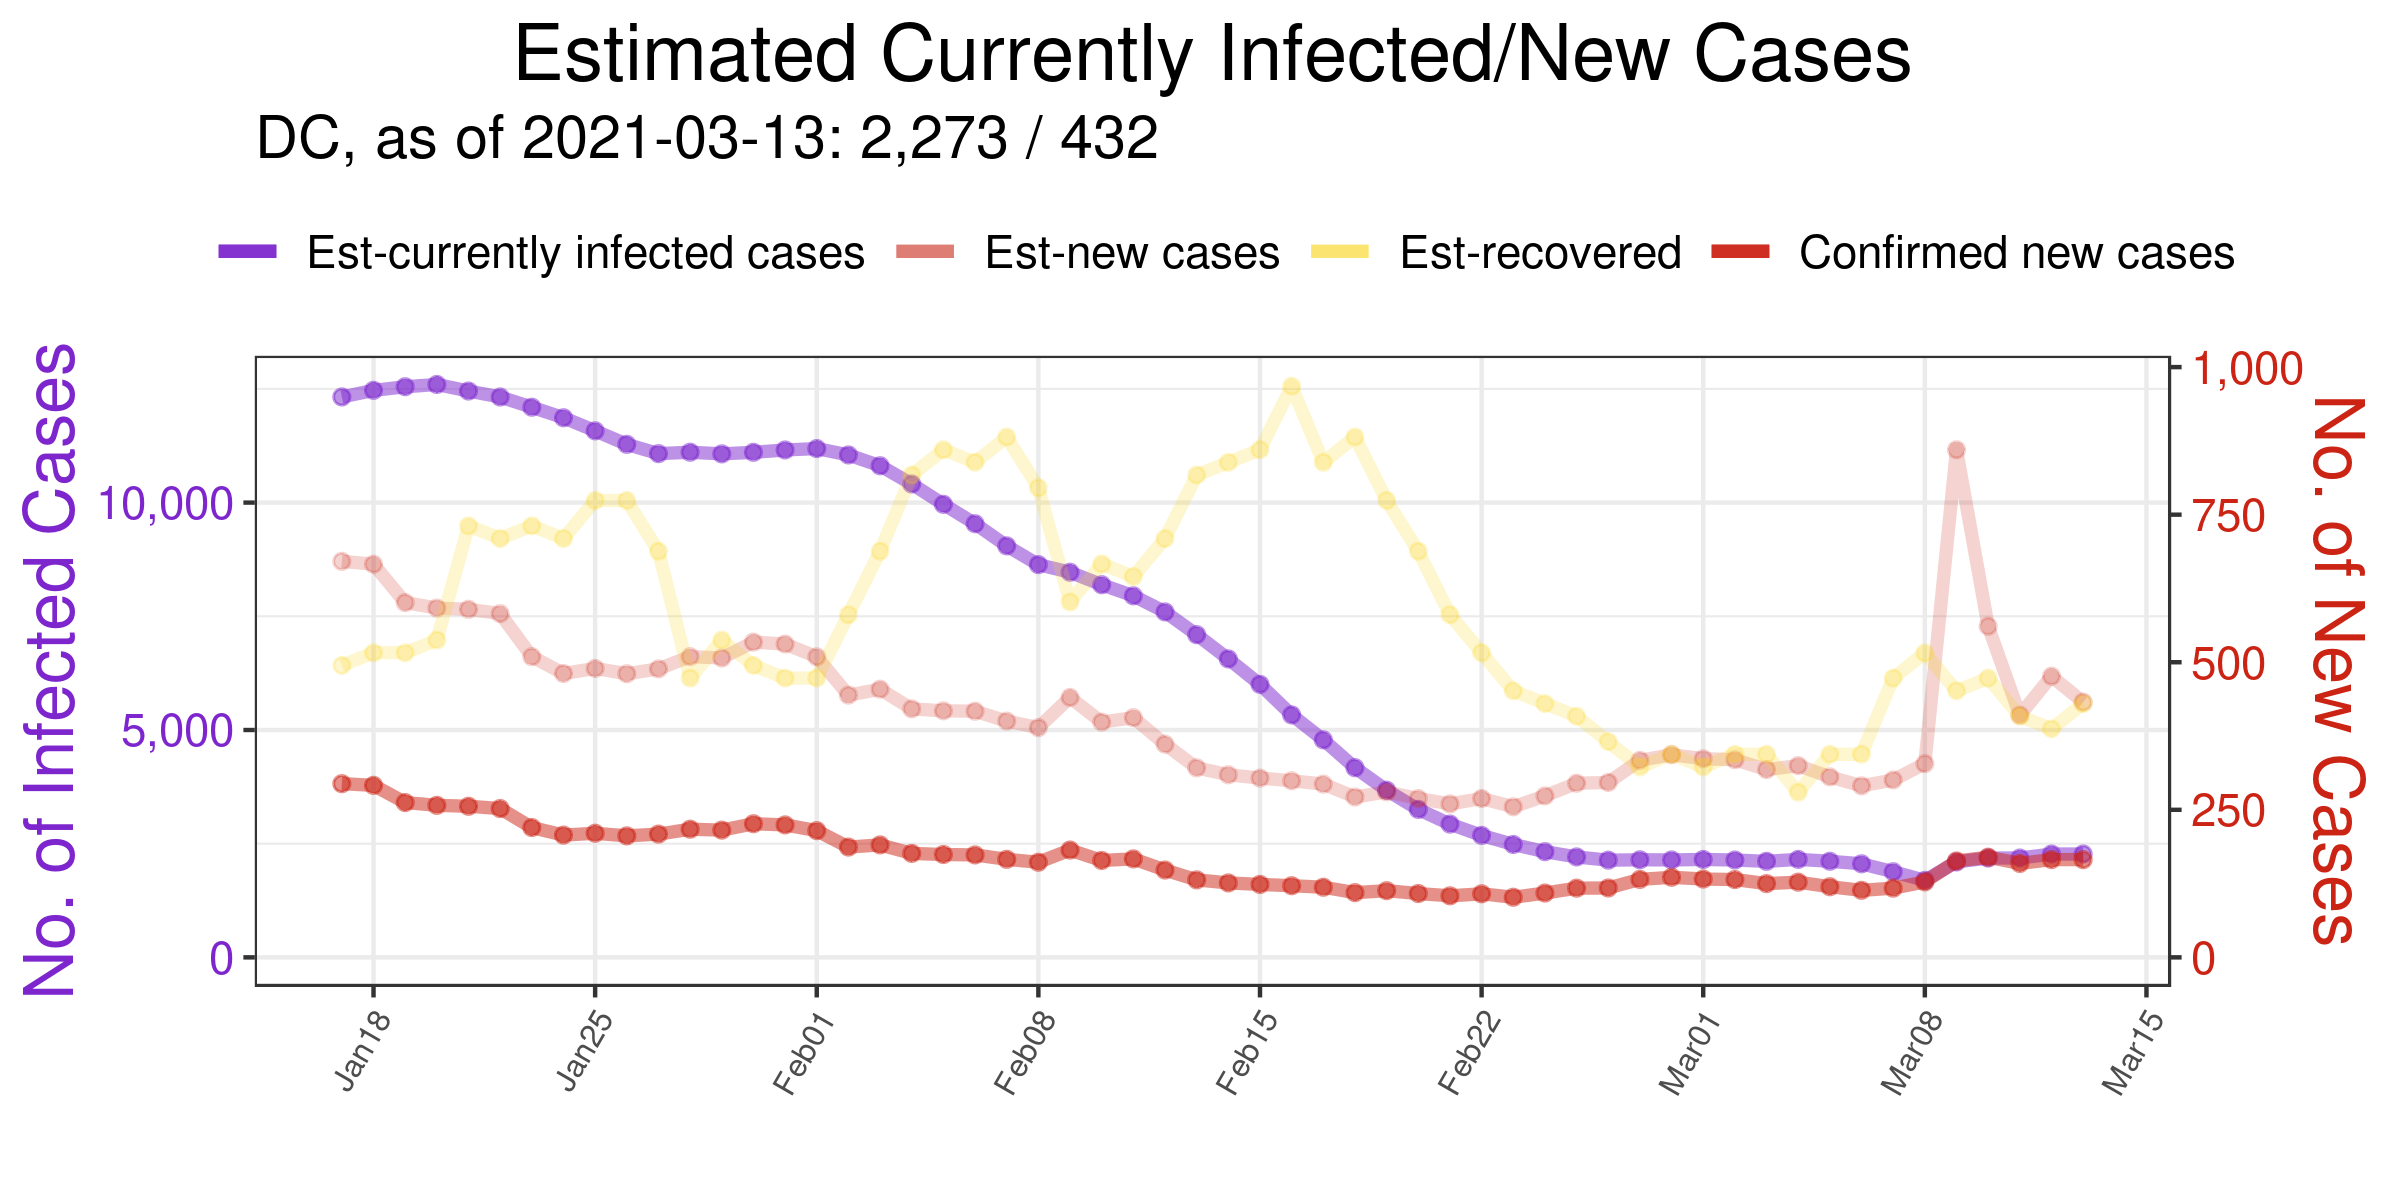 Estimated Currently Infected/New Cases
DC, as of 2021-03-13: 2,273 / 432
Est-currently infected cases Est-new cases Est-recovered Confirmed new cases
No. of Infected Cases
10,000
5,000
0
1,000
750
500
250
0
No. of New Cases
Jan18 Jan25 Feb01 Feb08 Feb15 Feb22 Mar01 Mar08 Mar15